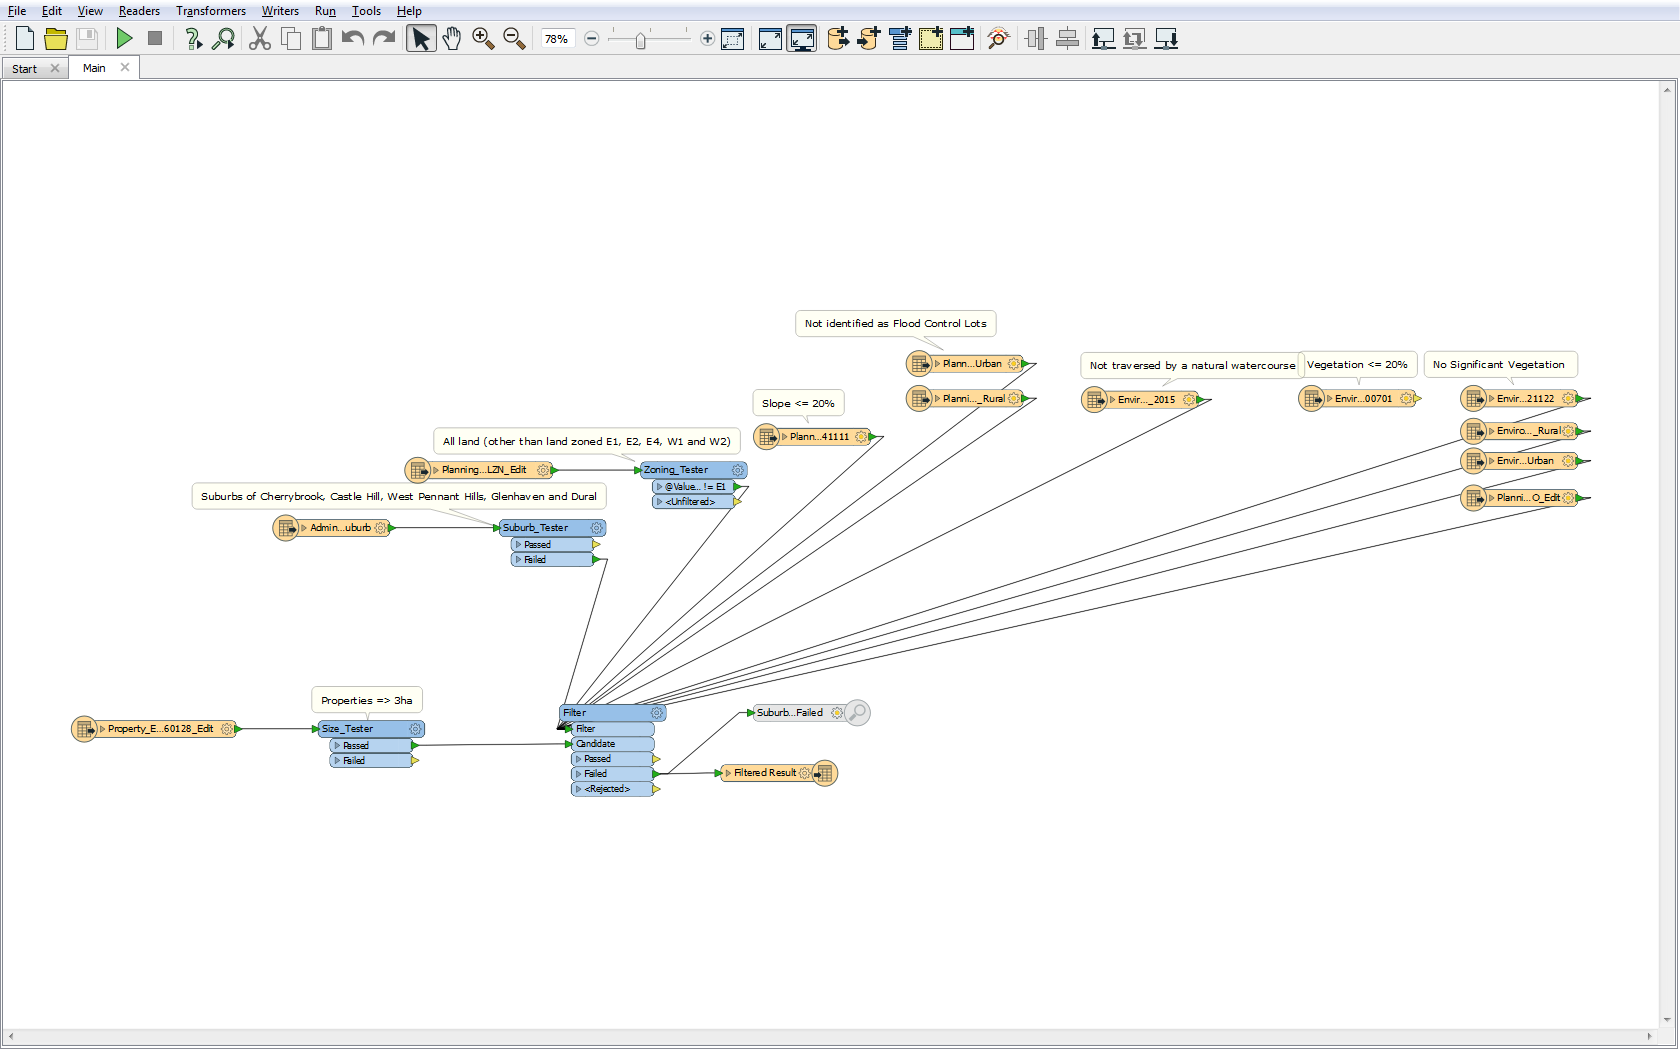 File Edit View Readers Transformers Writers Run Tools Help
78%
Start Main
Not identified as Flood Control Lots
Plann...Urban
Planni..._Rural
Not traversed by a natural watercourse
Envir..._2015
Vegetation <= 20%
Envir...00701
No Significant Vegetation
Envir...21122
Enviro..._Rural
Envir...Urban
Planni...O_Edit
Slope <= 20%
Plann...41111
All land (other than land zoned E1, E2, E4, W1 and W2)
Planning...LZN_Edit
Zoning_Tester
@Value... != E1
<Unfiltered>
Suburbs of Cherrybrook, Castle Hill, West Pennant Hills, Glenhaven and Dural
Admin...uburb
Suburb_Tester
Passed
Failed
Properties => 3ha
Property_E...60128_Edit
Size_Tester
Passed
Failed
Filter
Filter
Candidate
Passed
Failed
<Rejected>
Suburb...Failed
Filtered Result